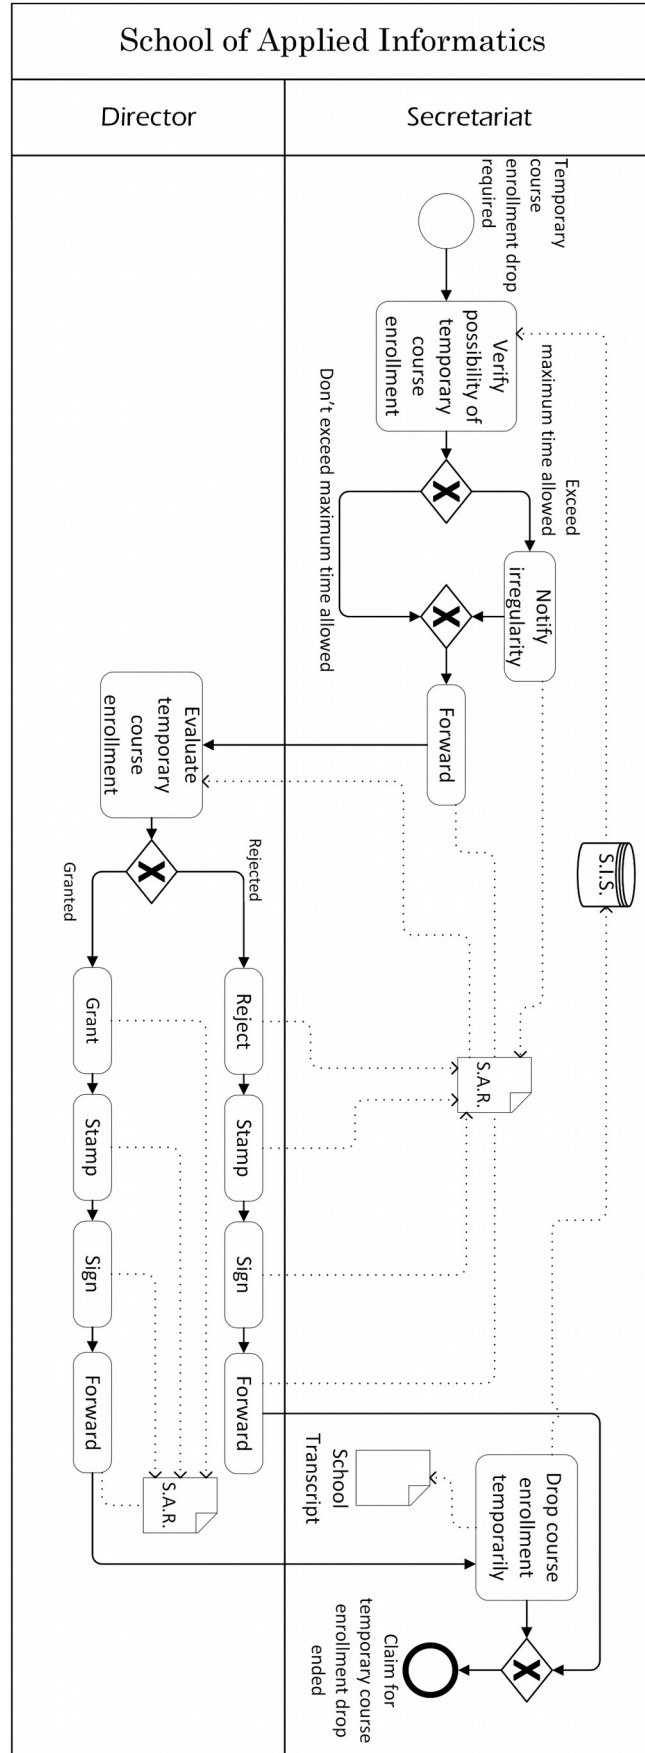 School of Applied Informatics
Director
Secretariat
Temporary
course
enrollment drop
required
Verify
possibility of
temporary
course
enrollment
Exceed
maximum time allowed
Don't exceed maximum time allowed
Notify
irregularity
Forward
S.I.S.
Evaluate
temporary
course
enrollment
Rejected
Granted
Reject
Stamp
Sign
Forward
Grant
Stamp
Sign
Forward
S.A.R.
S.A.R.
School
Transcript
Drop course
enrollment
temporarily
Claim for
temporary course
enrollment drop
ended